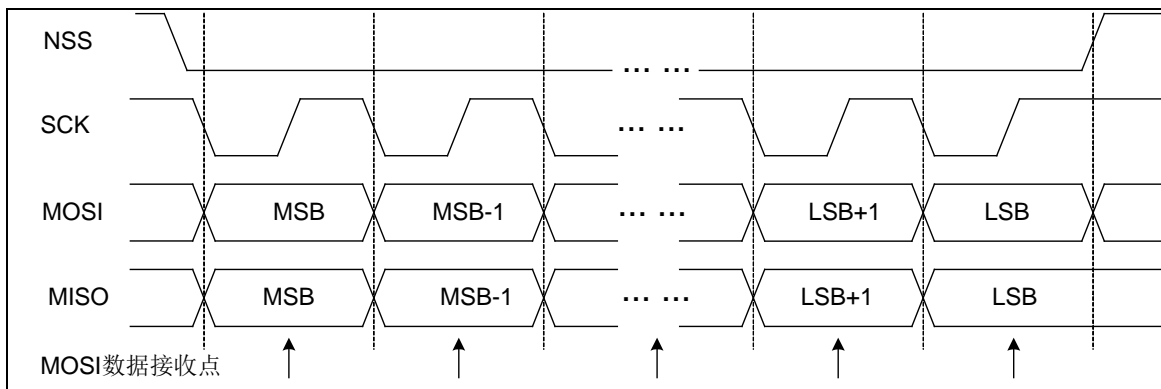 NSS
... ...
SCK
... ...
MOSI MSB MSB-1 ... ... LSB+1 LSB
MISO MSB MSB-1 ... ... LSB+1 LSB
MOSI数据接收点